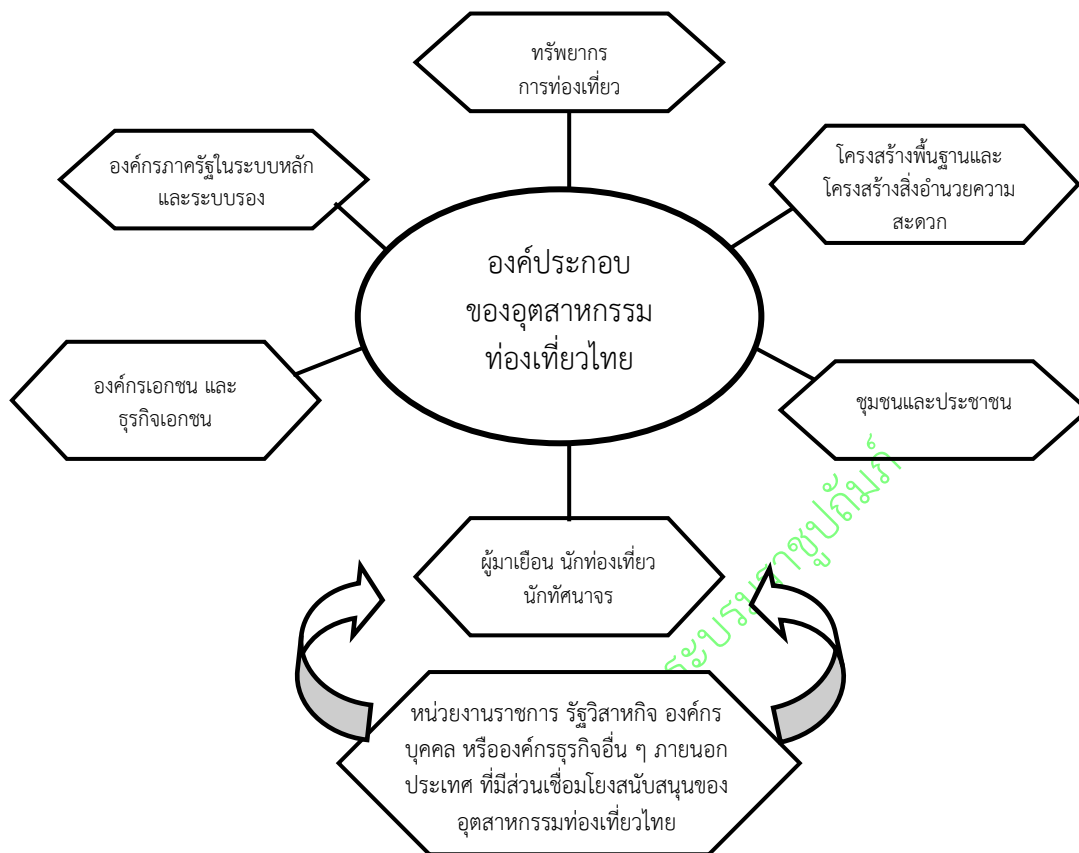 ทรัพยากร
การท่องเที่ยว
องค์กรภาครัฐในระบบหลัก
และระบบรอง
โครงสร้างพื้นฐานและ
โครงสร้างสิ่งอำนวยความ
สะดวก
องค์ประกอบ
ของอุตสาหกรรม
ท่องเที่ยวไทย
องค์กรเอกชน และ
ธุรกิจเอกชน
ชุมชนและประชาชน
ผู้มาเยือน นักท่องเที่ยว
นักทัศนาจร
ระบรมราชูปถัมภ์
หน่วยงานราชการ รัฐวิสาหกิจ องค์กร
บุคคล หรือองค์กรธุรกิจอื่น ๆ ภายนอก
ประเทศ ที่มีส่วนเชื่อมโยงสนับสนุนของ
อุตสาหกรรมท่องเที่ยวไทย